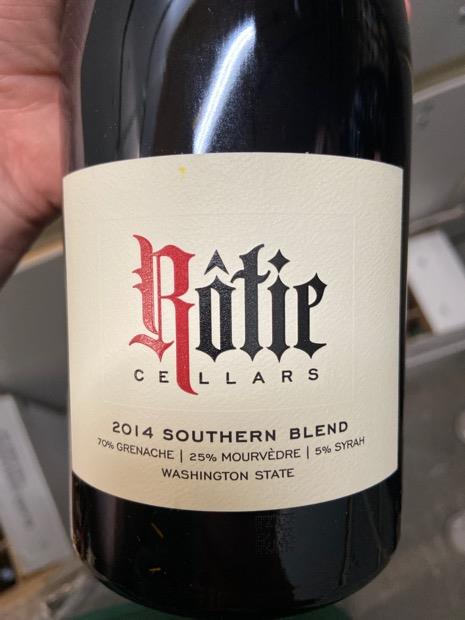 Rôtie
CELLARS
2014 SOUTHERN BLEND
70% GRENACHE | 25% MOURVÈDRE | 5% SYRAH
WASHINGTON STATE